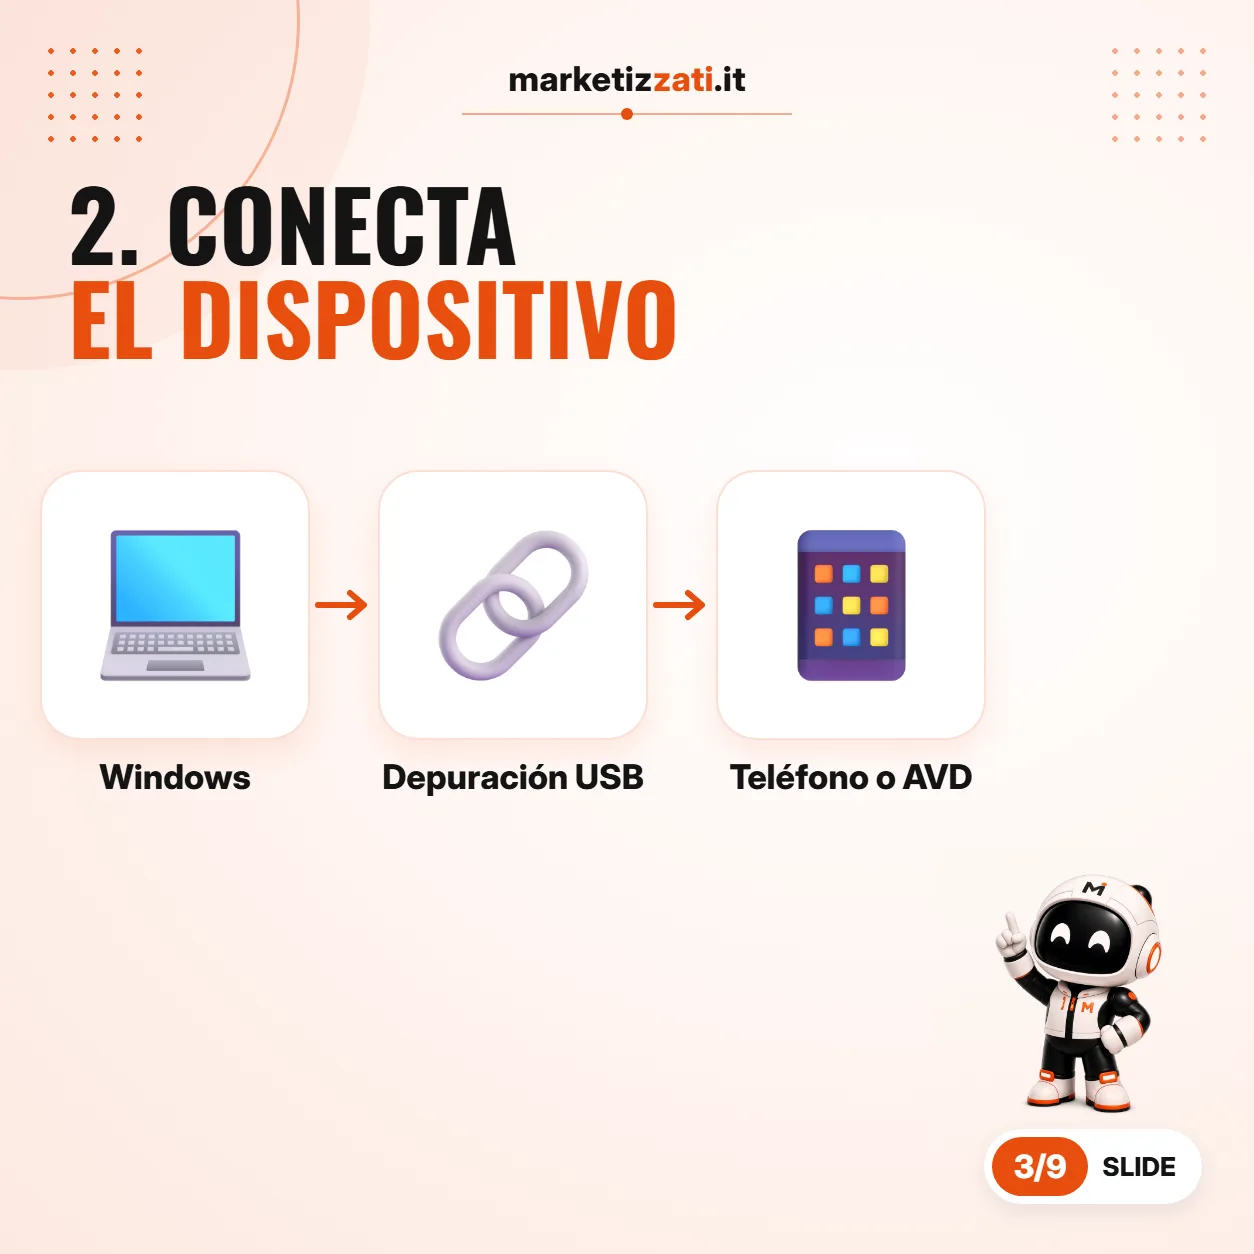 marketizzati.it
2. CONECTA
EL DISPOSITIVO
Windows
Depuración USB
Teléfono o AVD
M
M
3/9 SLIDE